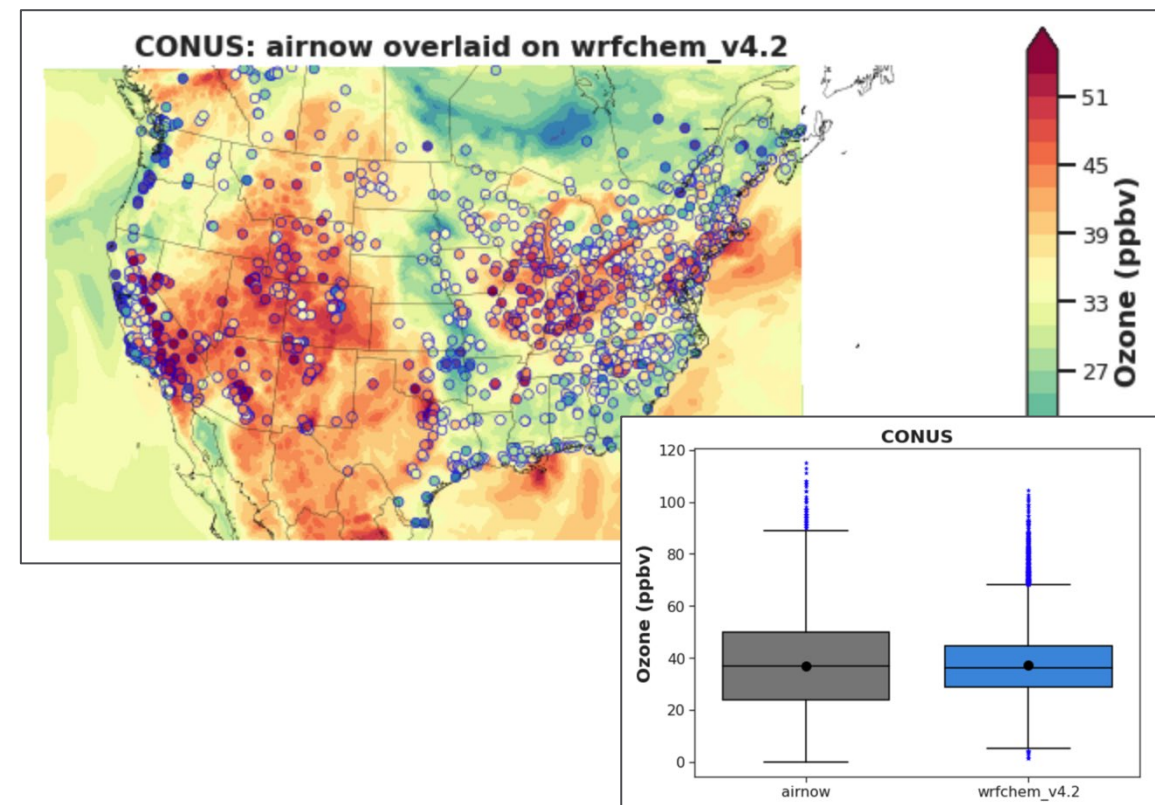 CONUS: airnow overlaid on wrfchem_v4.2
51
45
39
33
27
Ozone (ppbv)
CONUS
120
100
80
60
40
20
0
Ozone (ppbv)
airnow
wrfchem_v4.2